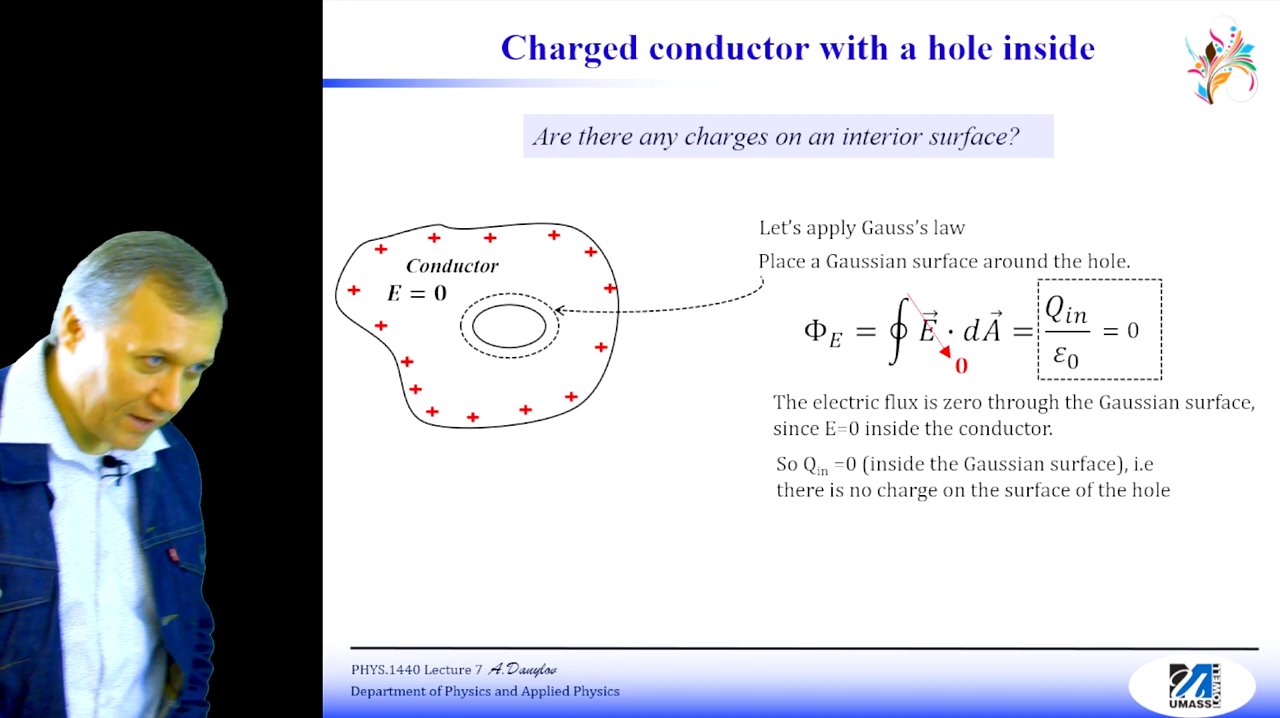 Charged conductor with a hole inside
Are there any charges on an interior surface?
Let's apply Gauss's law
Place a Gaussian surface around the hole.
+ + + + + + + + + + + + + + + +
Conductor
E = 0
Φ_E = ∮ E⃗ · dA⃗ = Q_in / ε₀ = 0
0
The electric flux is zero through the Gaussian surface,
since E=0 inside the conductor.
So Q_in =0 (inside the Gaussian surface), i.e
there is no charge on the surface of the hole
PHYS.1440 Lecture 7 A.Danylov
Department of Physics and Applied Physics
UMASS
LOWELL